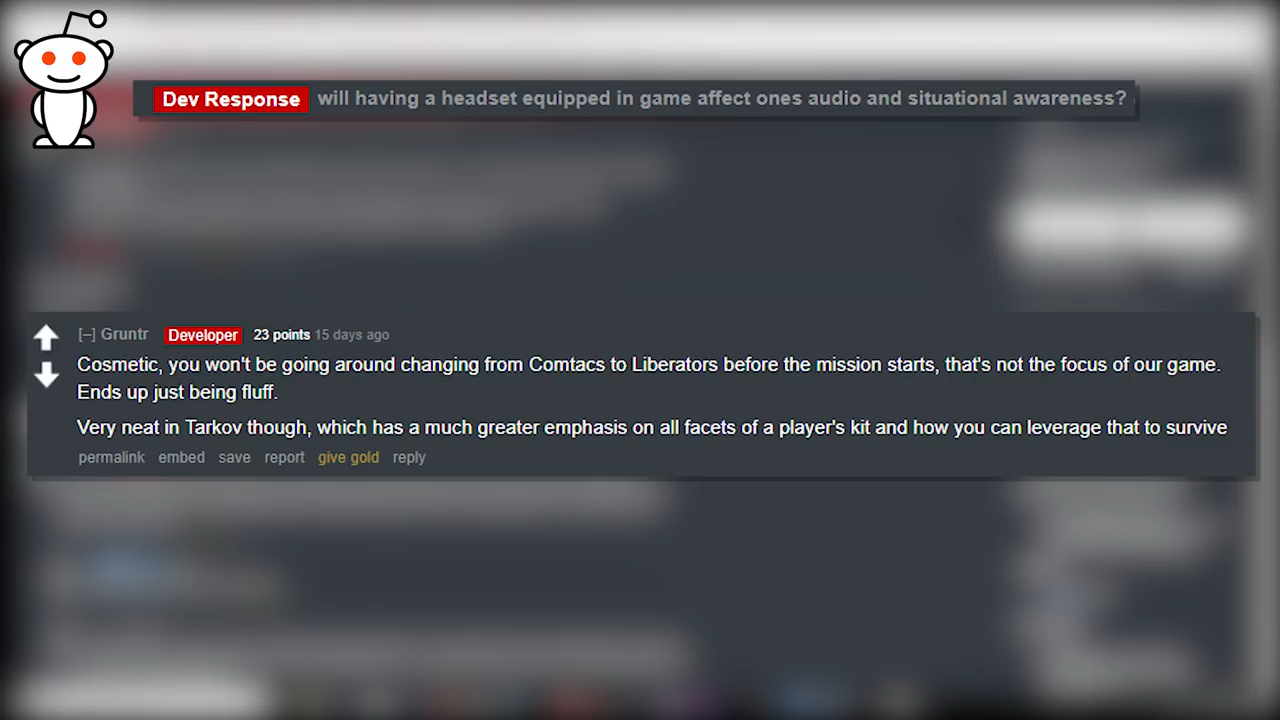 Dev Response will having a headset equipped in game affect ones audio and situational awareness?
[–] Gruntr Developer 23 points 15 days ago
Cosmetic, you won't be going around changing from Comtacs to Liberators before the mission starts, that's not the focus of our game.
Ends up just being fluff.
Very neat in Tarkov though, which has a much greater emphasis on all facets of a player's kit and how you can leverage that to survive
permalink embed save report give gold reply